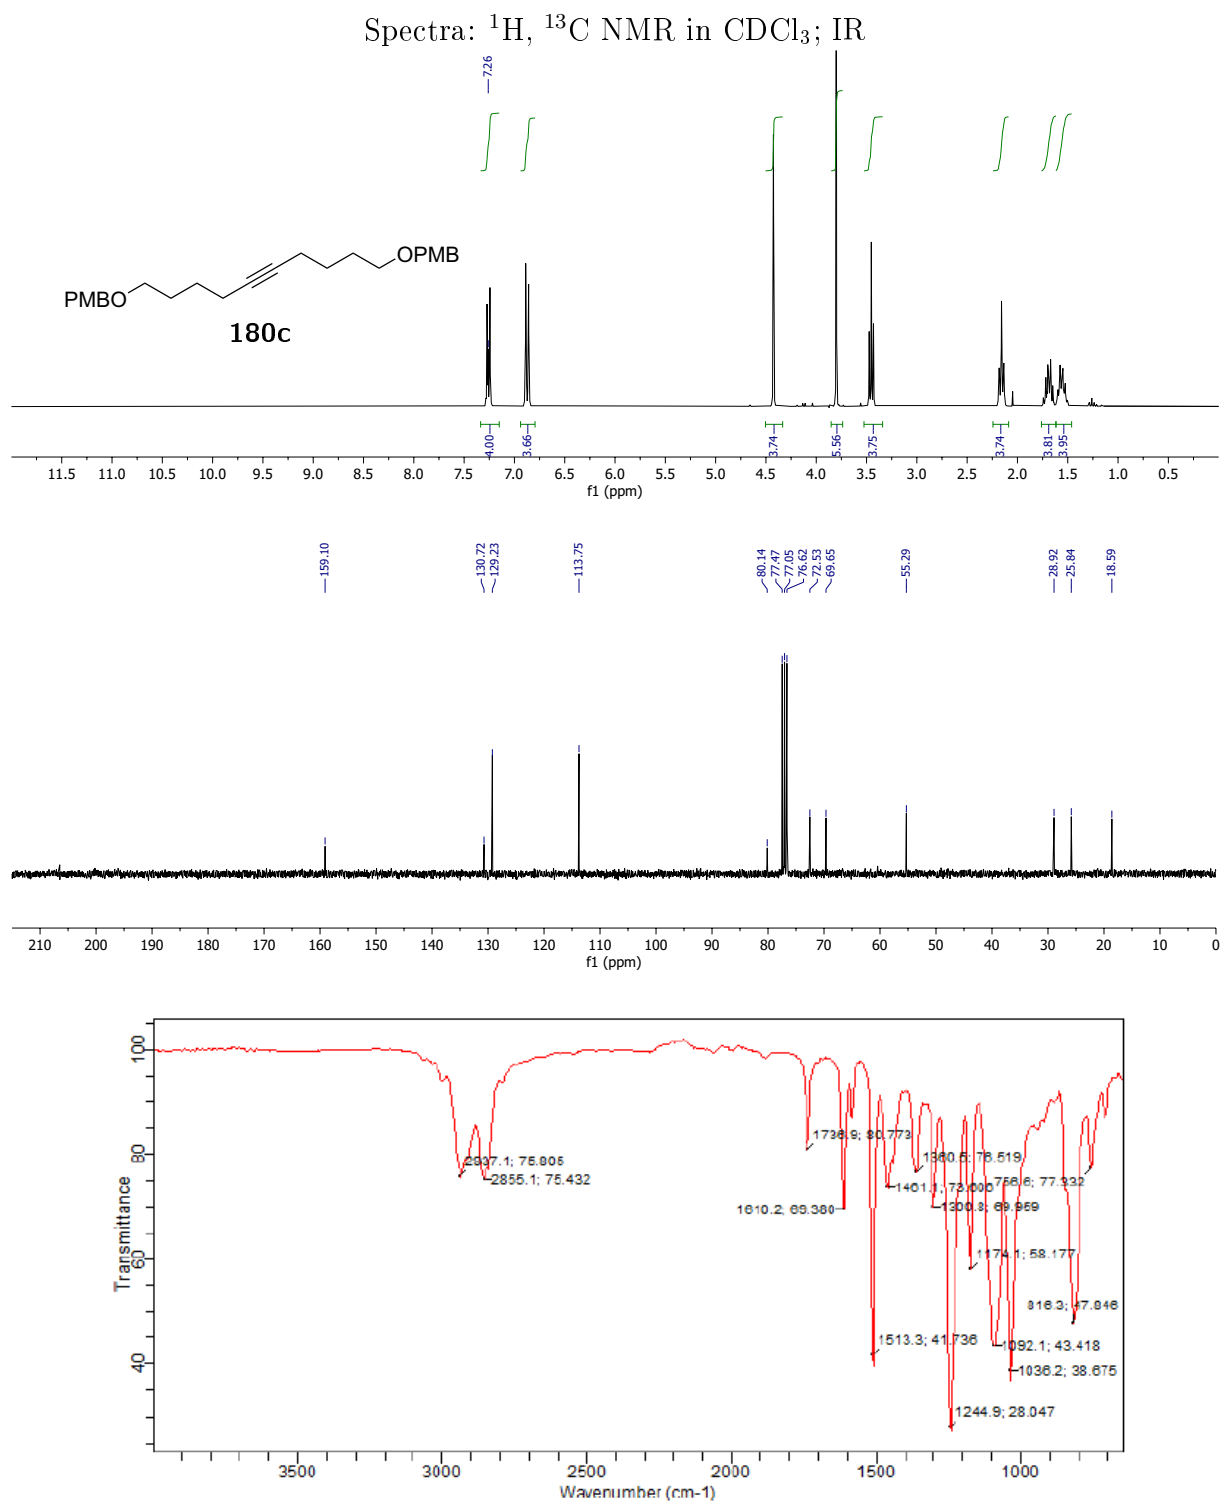 Spectra: ¹H, ¹³C NMR in CDCl₃; IR
7.26
OPMB
PMBO
180c
4.00 3.66 3.74 5.56 3.75 3.74 3.81 3.95
11.5 11.0 10.5 10.0 9.5 9.0 8.5 8.0 7.5 7.0 6.5 6.0 5.5 5.0 4.5 4.0 3.5 3.0 2.5 2.0 1.5 1.0 0.5
f1 (ppm)
159.10 130.72 129.23 113.75 80.14 77.47 77.05 76.62 72.53 69.65 55.29 28.92 25.84 18.59
210 200 190 180 170 160 150 140 130 120 110 100 90 80 70 60 50 40 30 20 10 0
f1 (ppm)
100
80
60
40
Transmittance
1736.9; 80.773
2937.1; 75.805
2855.1; 75.432
1360.5; 76.519
756.6; 77.332
1461.1; 73.606
1300.8; 69.959
1610.2; 69.380
1174.1; 58.177
816.3; 47.846
1513.3; 41.736
1092.1; 43.418
1036.2; 38.675
1244.9; 28.047
3500 3000 2500 2000 1500 1000
Wavenumber (cm-1)